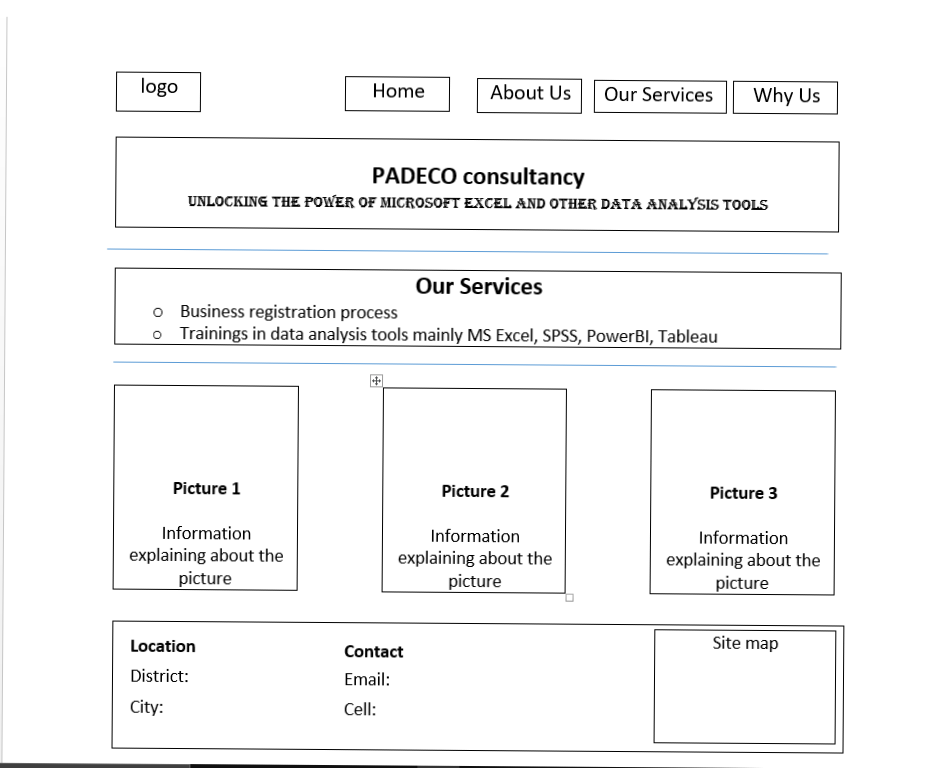 logo
Home
About Us
Our Services
Why Us
PADECO consultancy
UNLOCKING THE POWER OF MICROSOFT EXCEL AND OTHER DATA ANALYSIS TOOLS
Our Services
o Business registration process
o Trainings in data analysis tools mainly MS Excel, SPSS, PowerBI, Tableau
Picture 1
Information
explaining about the
picture
Picture 2
Information
explaining about the
picture
Picture 3
Information
explaining about the
picture
Location
District:
City:
Contact
Email:
Cell:
Site map